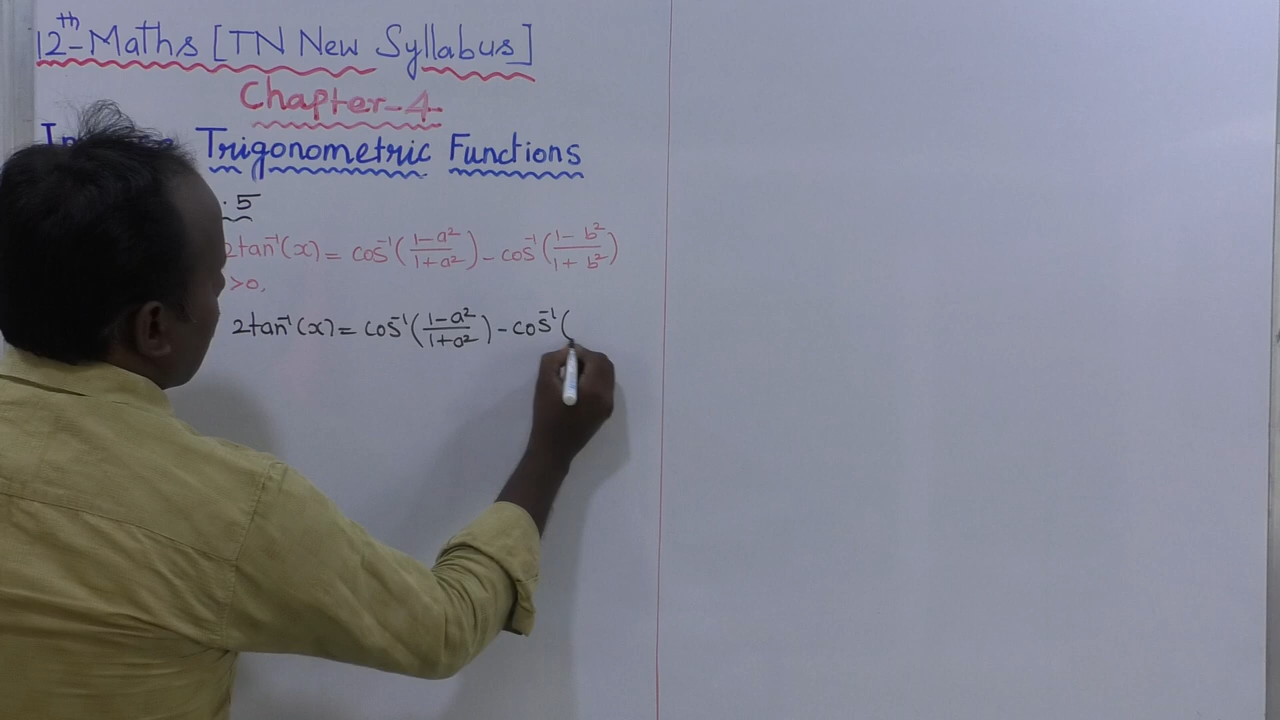 12th-Maths [TN New Syllabus]
Chapter-4
Trigonometric Functions
. 5
2tan⁻¹(x) = cos⁻¹((1-a²)/(1+a²)) - cos⁻¹((1-b²)/(1+b²))
>0,
2tan⁻¹(x) = cos⁻¹((1-a²)/(1+a²)) - cos⁻¹(